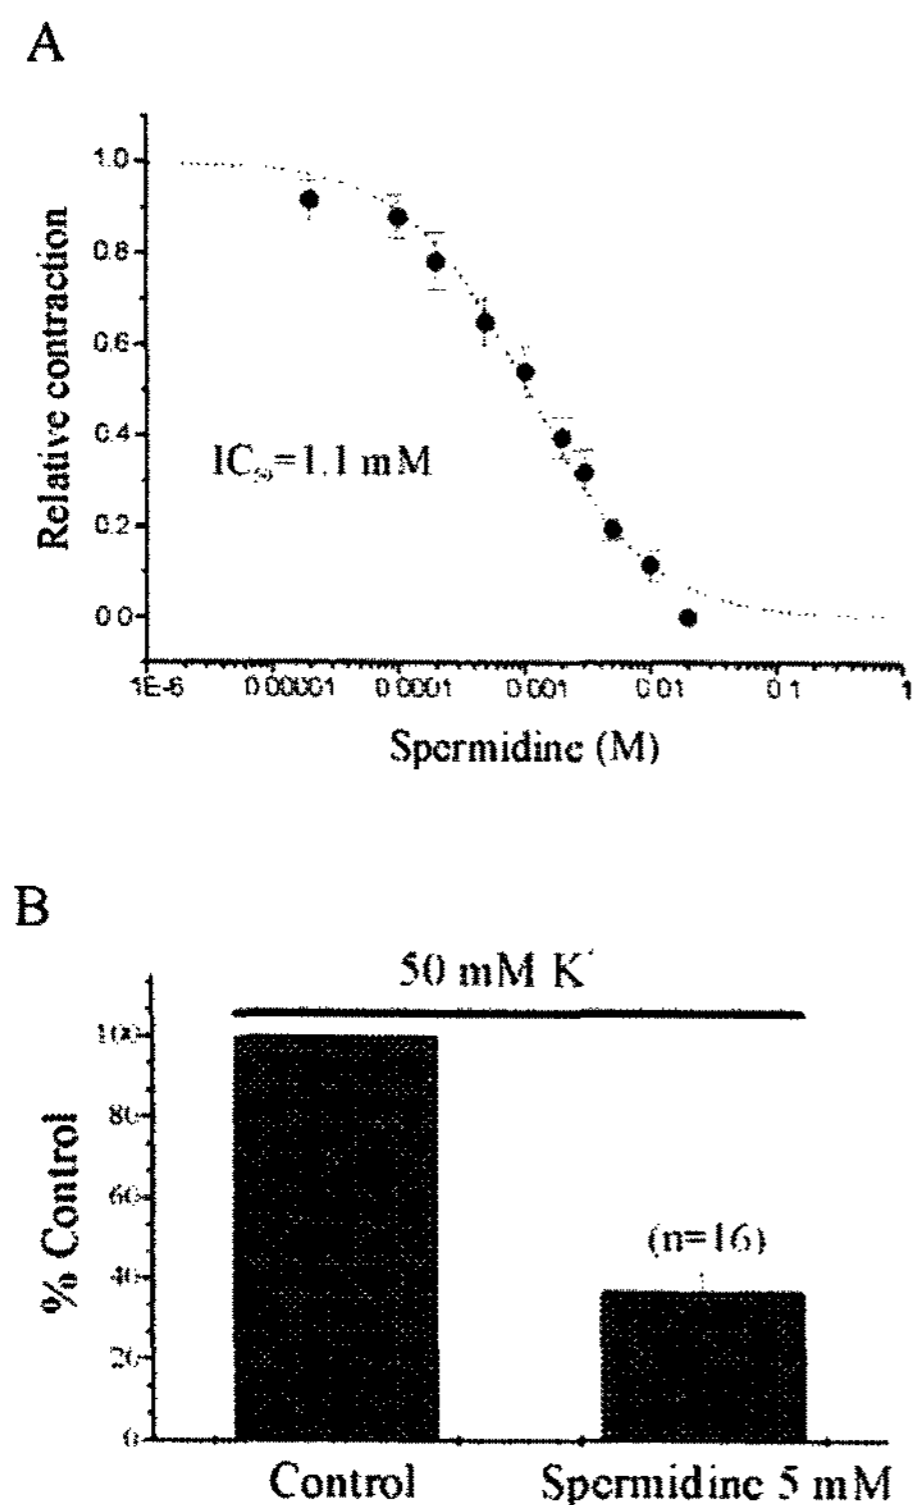 A
1.0
0.8
0.6
0.4
0.2
0.0
Relative contraction
IC50=1.1 mM
1E-6 0.00001 0.0001 0.001 0.01 0.1 1
Spermidine (M)
B
50 mM K+
100
80
60
40
20
0
% Control
(n=16)
Control Spermidine 5 mM